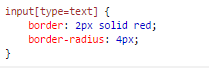 input[type=text] {
    border: 2px solid red;
    border-radius: 4px;
}